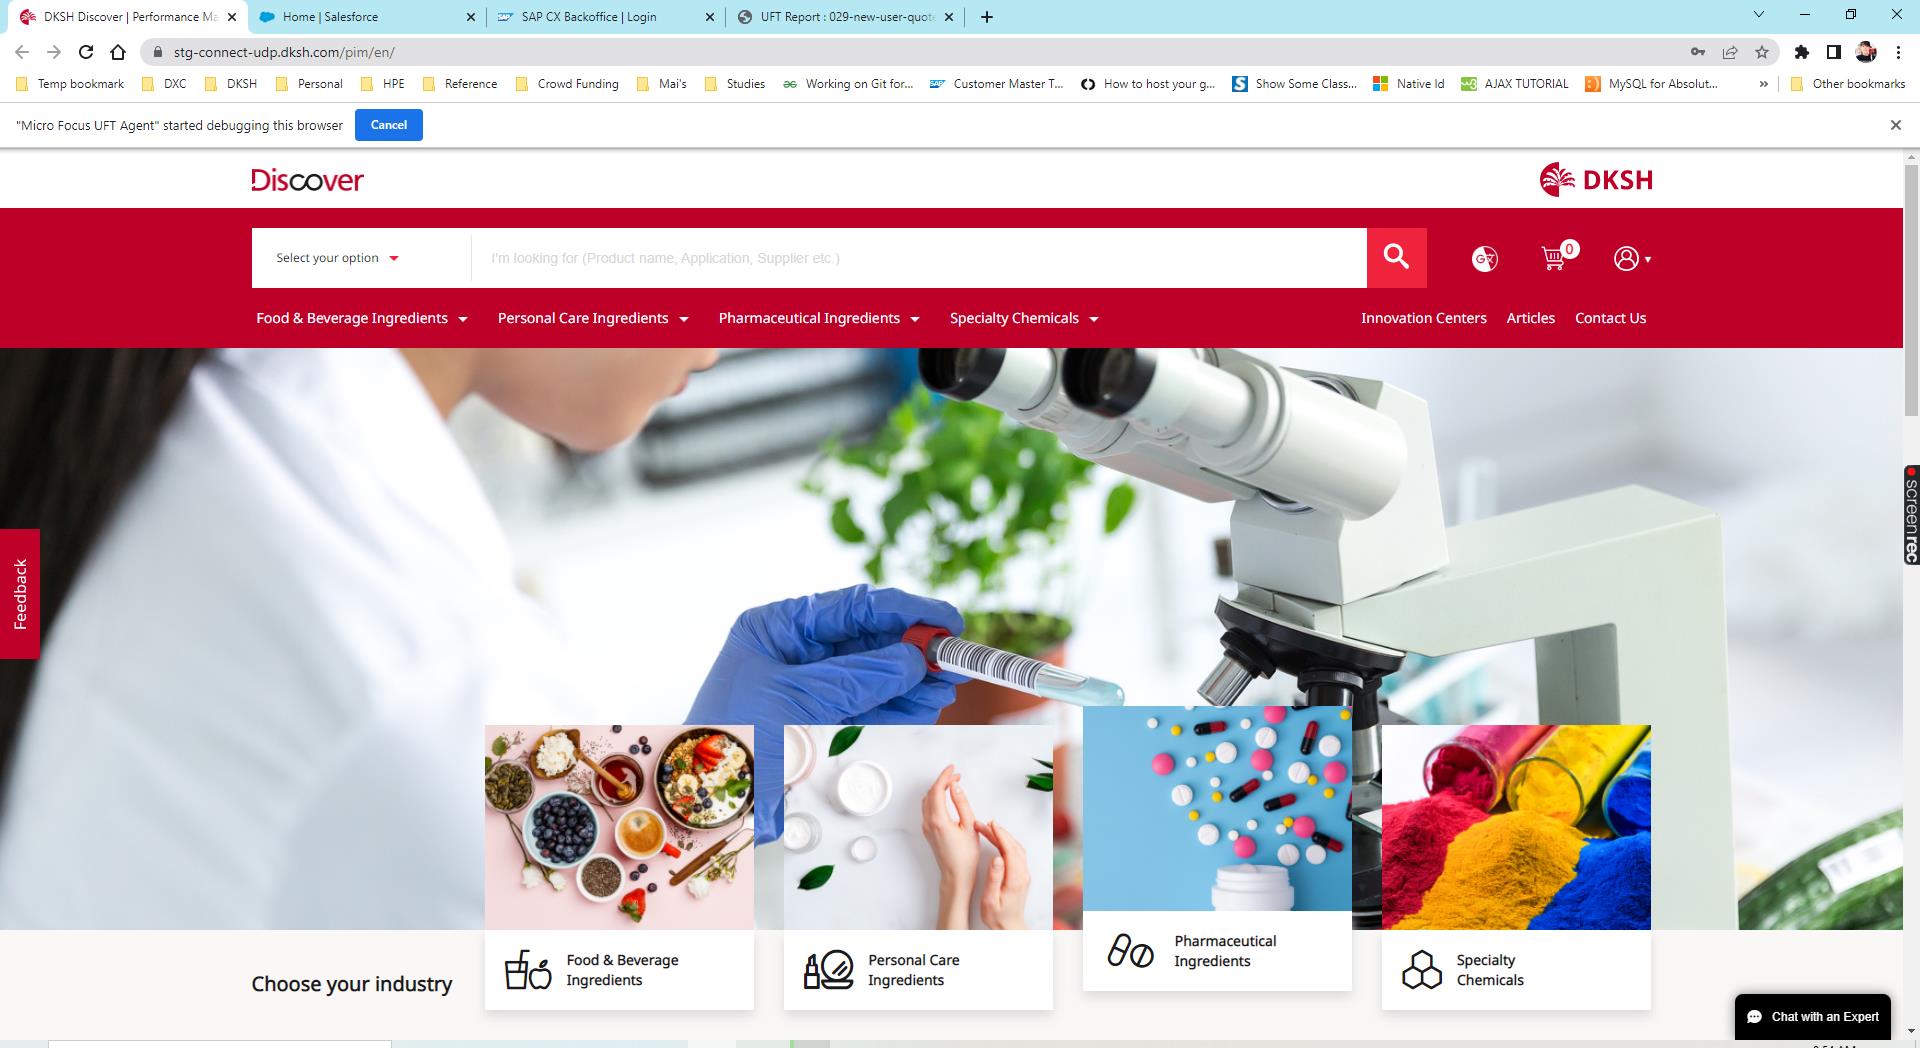 DKSH Discover | Performance Ma
Home | Salesforce
SAP CX Backoffice | Login
UFT Report : 029-new-user-quote
stg-connect-udp.dksh.com/pim/en/
Temp bookmark
DXC
DKSH
Personal
HPE
Reference
Crowd Funding
Mai's
Studies
Working on Git for...
Customer Master T...
How to host your g...
Show Some Class...
Native Id
AJAX TUTORIAL
MySQL for Absolut...
»
Other bookmarks
"Micro Focus UFT Agent" started debugging this browser
Cancel
Discover
DKSH
Select your option
I'm looking for (Product name, Application, Supplier etc.)
0
Food & Beverage Ingredients
Personal Care Ingredients
Pharmaceutical Ingredients
Specialty Chemicals
Innovation Centers
Articles
Contact Us
Feedback
screenrec
Choose your industry
Food & Beverage
Ingredients
Personal Care
Ingredients
Pharmaceutical
Ingredients
Specialty
Chemicals
Chat with an Expert